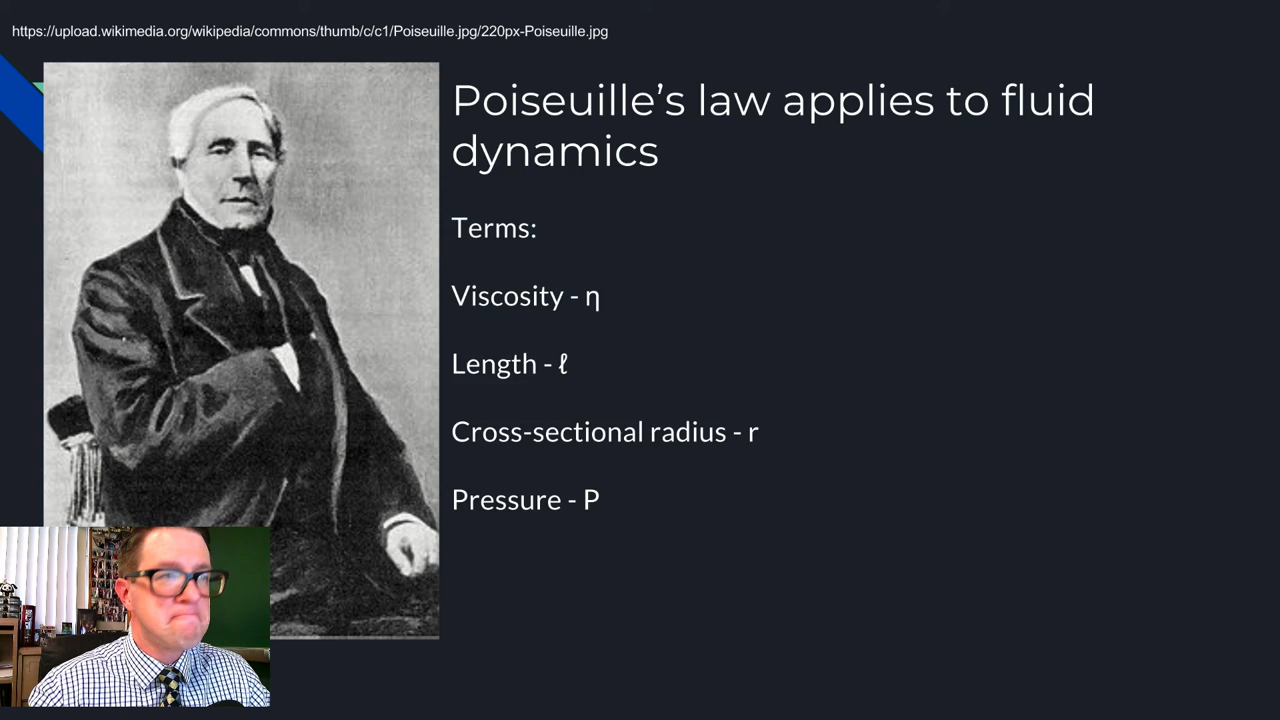 https://upload.wikimedia.org/wikipedia/commons/thumb/c/c1/Poiseuille.jpg/220px-Poiseuille.jpg
Poiseuille’s law applies to fluid
dynamics
Terms:
Viscosity - η
Length - ℓ
Cross-sectional radius - r
Pressure - P